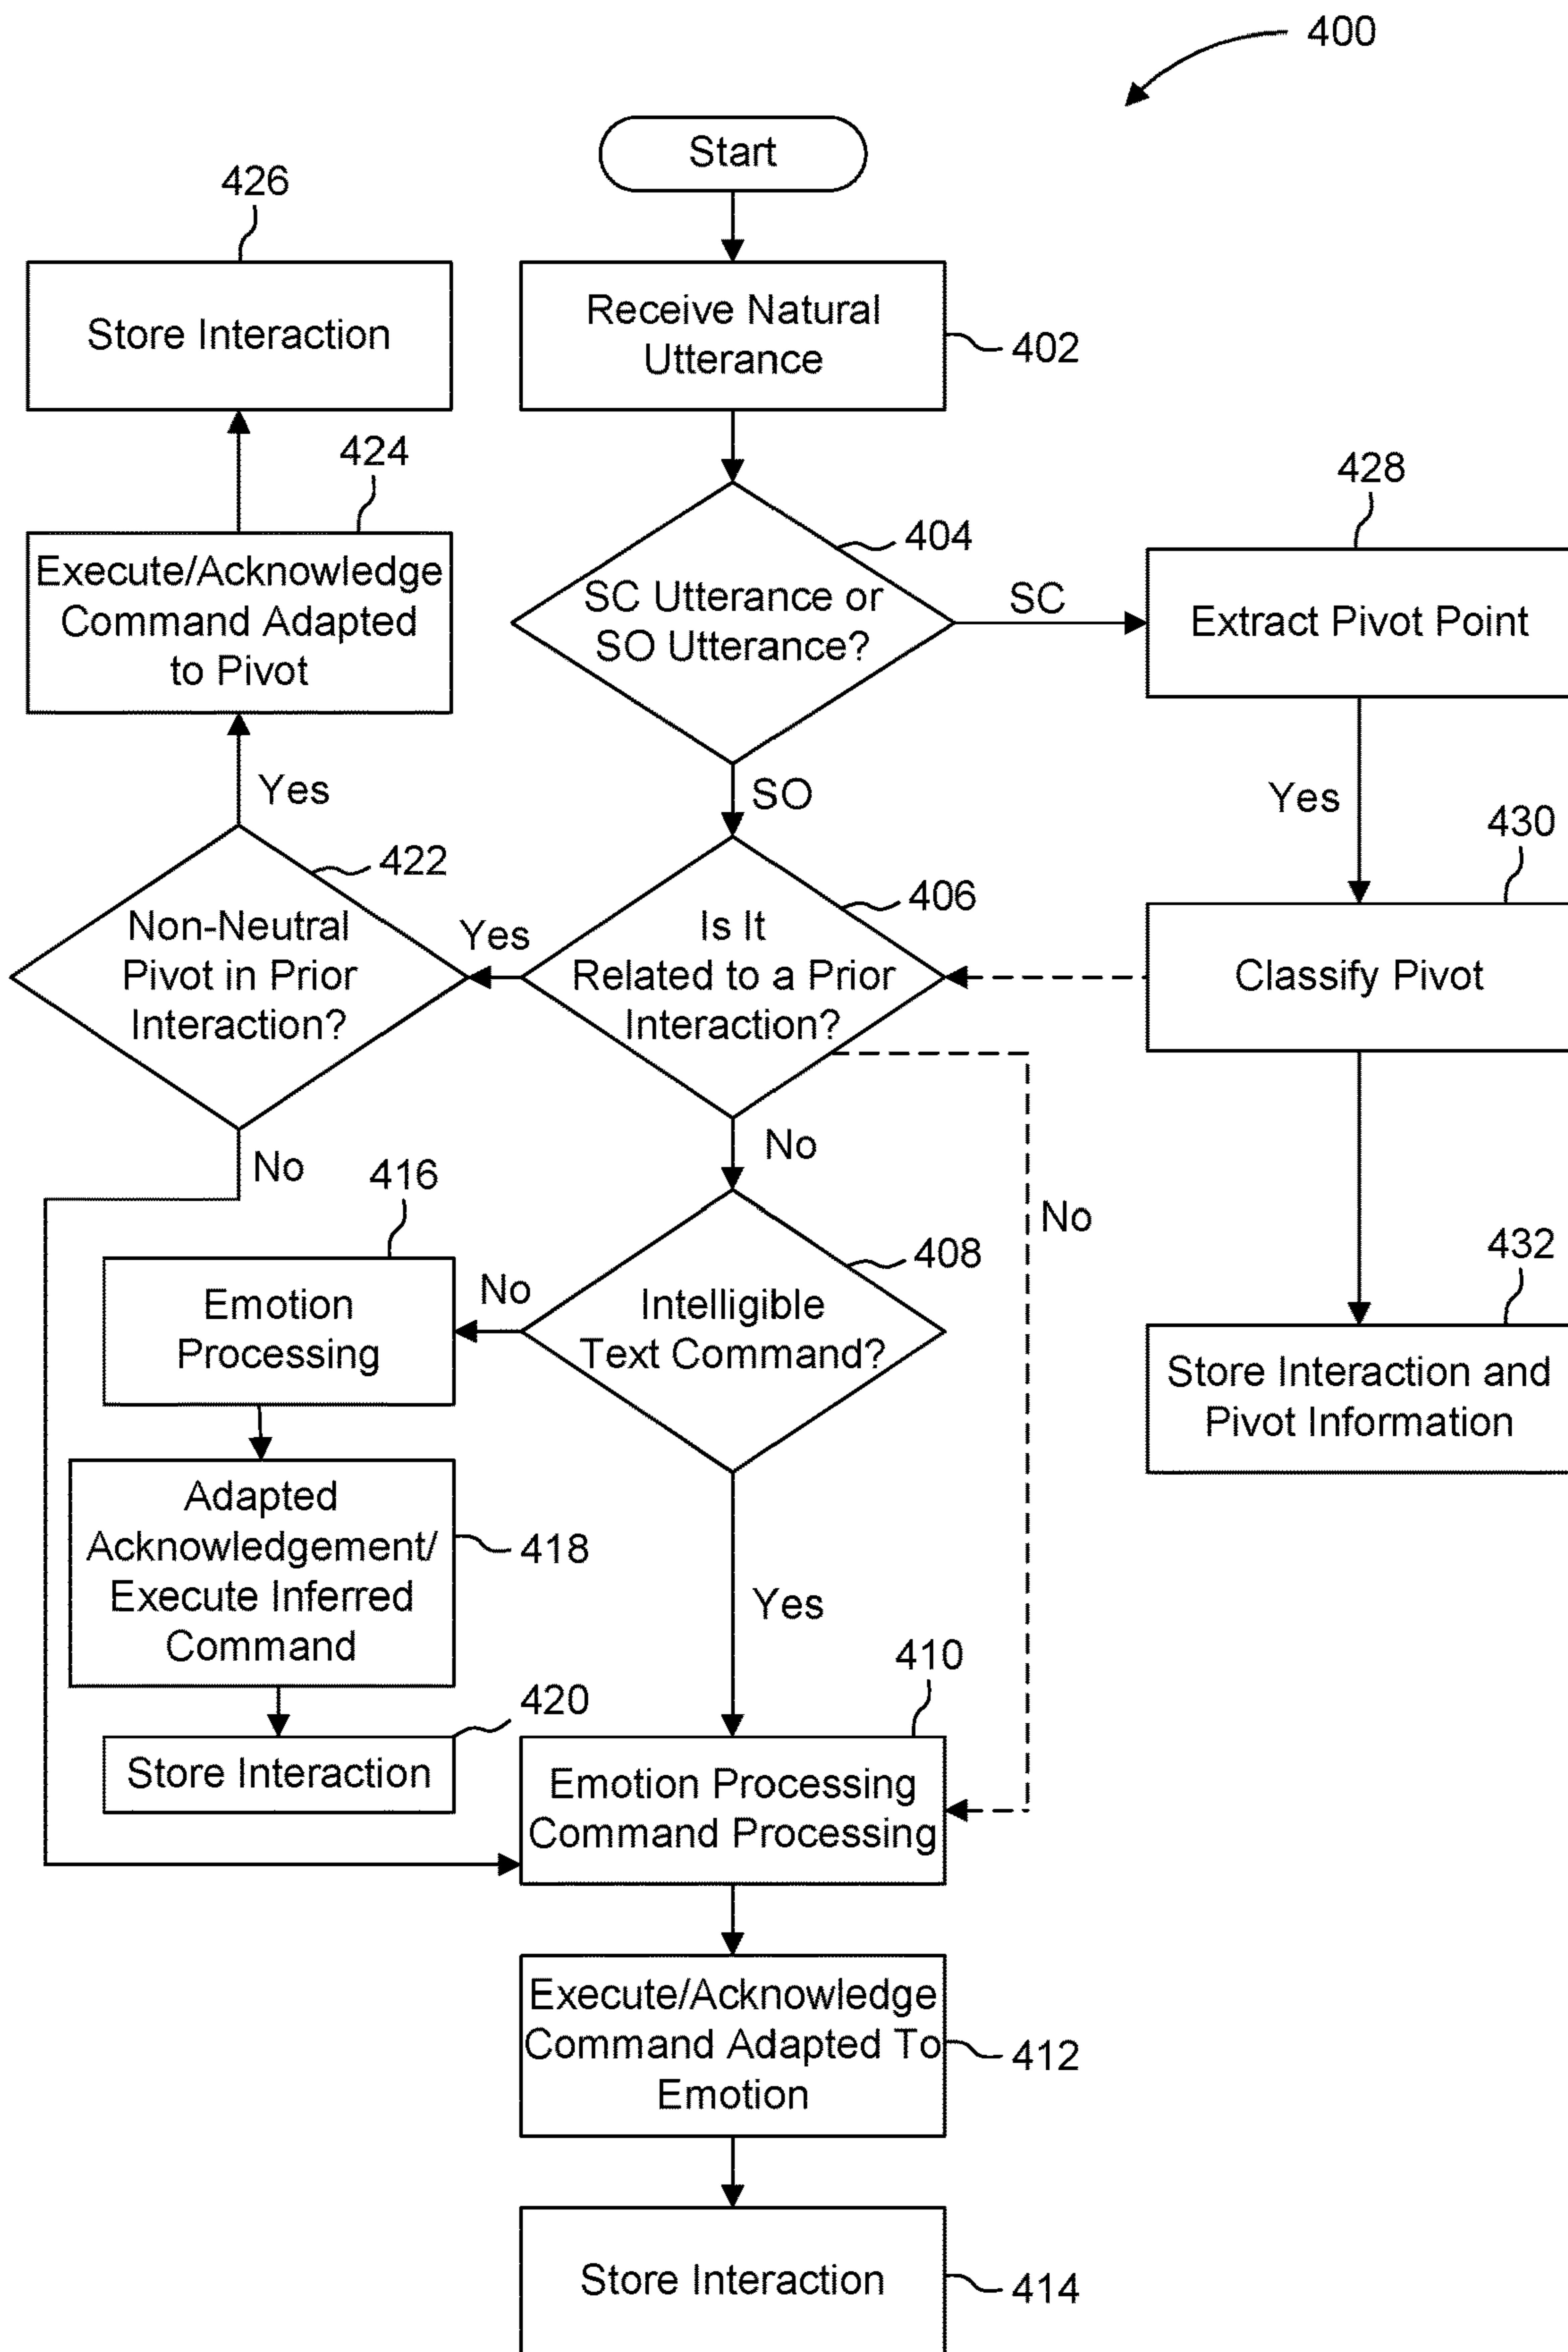 400
Start
426
Store Interaction
Receive Natural
Utterance
402
424
Execute/Acknowledge
Command Adapted
to Pivot
404
SC Utterance or
SO Utterance?
SC
428
Extract Pivot Point
Yes
SO
Yes
422
Non-Neutral
Pivot in Prior
Interaction?
Yes
406
Is It
Related to a Prior
Interaction?
430
Classify Pivot
No
No
No
416
Emotion
Processing
No
408
Intelligible
Text Command?
432
Store Interaction and
Pivot Information
Adapted
Acknowledgement/
Execute Inferred
Command
418
Yes
420
Store Interaction
410
Emotion Processing
Command Processing
Execute/Acknowledge
Command Adapted To
Emotion
412
Store Interaction
414